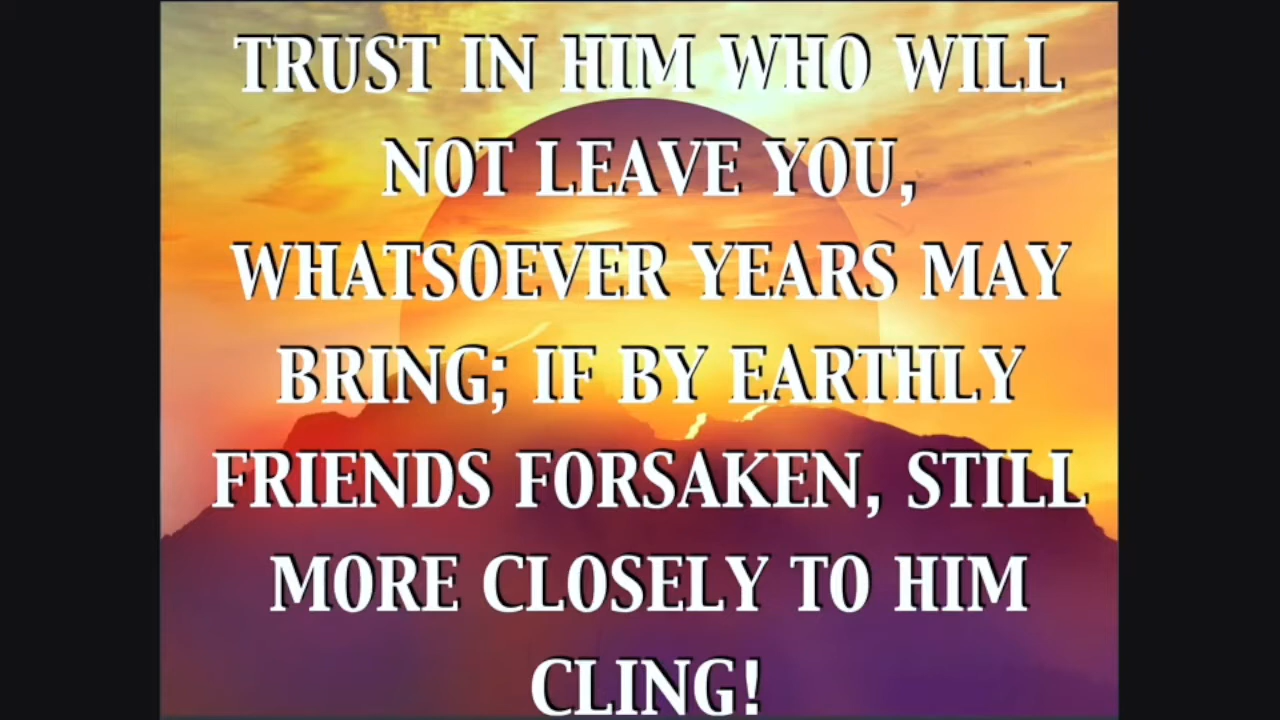 TRUST IN HIM WHO WILL
NOT LEAVE YOU,
WHATSOEVER YEARS MAY
BRING; IF BY EARTHLY
FRIENDS FORSAKEN, STILL
MORE CLOSELY TO HIM
CLING!